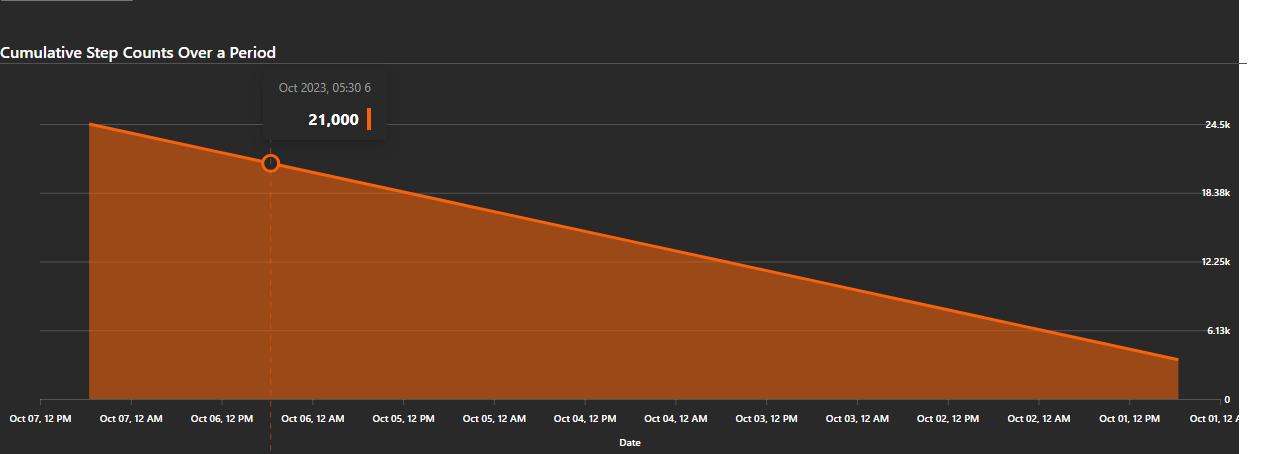 Cumulative Step Counts Over a Period
Oct 2023, 05:30 6
21,000
24.5k
18.38k
12.25k
6.13k
0
Oct 07, 12 PM Oct 07, 12 AM Oct 06, 12 PM Oct 06, 12 AM Oct 05, 12 PM Oct 05, 12 AM Oct 04, 12 PM Oct 04, 12 AM Oct 03, 12 PM Oct 03, 12 AM Oct 02, 12 PM Oct 02, 12 AM Oct 01, 12 PM Oct 01, 12 A
Date